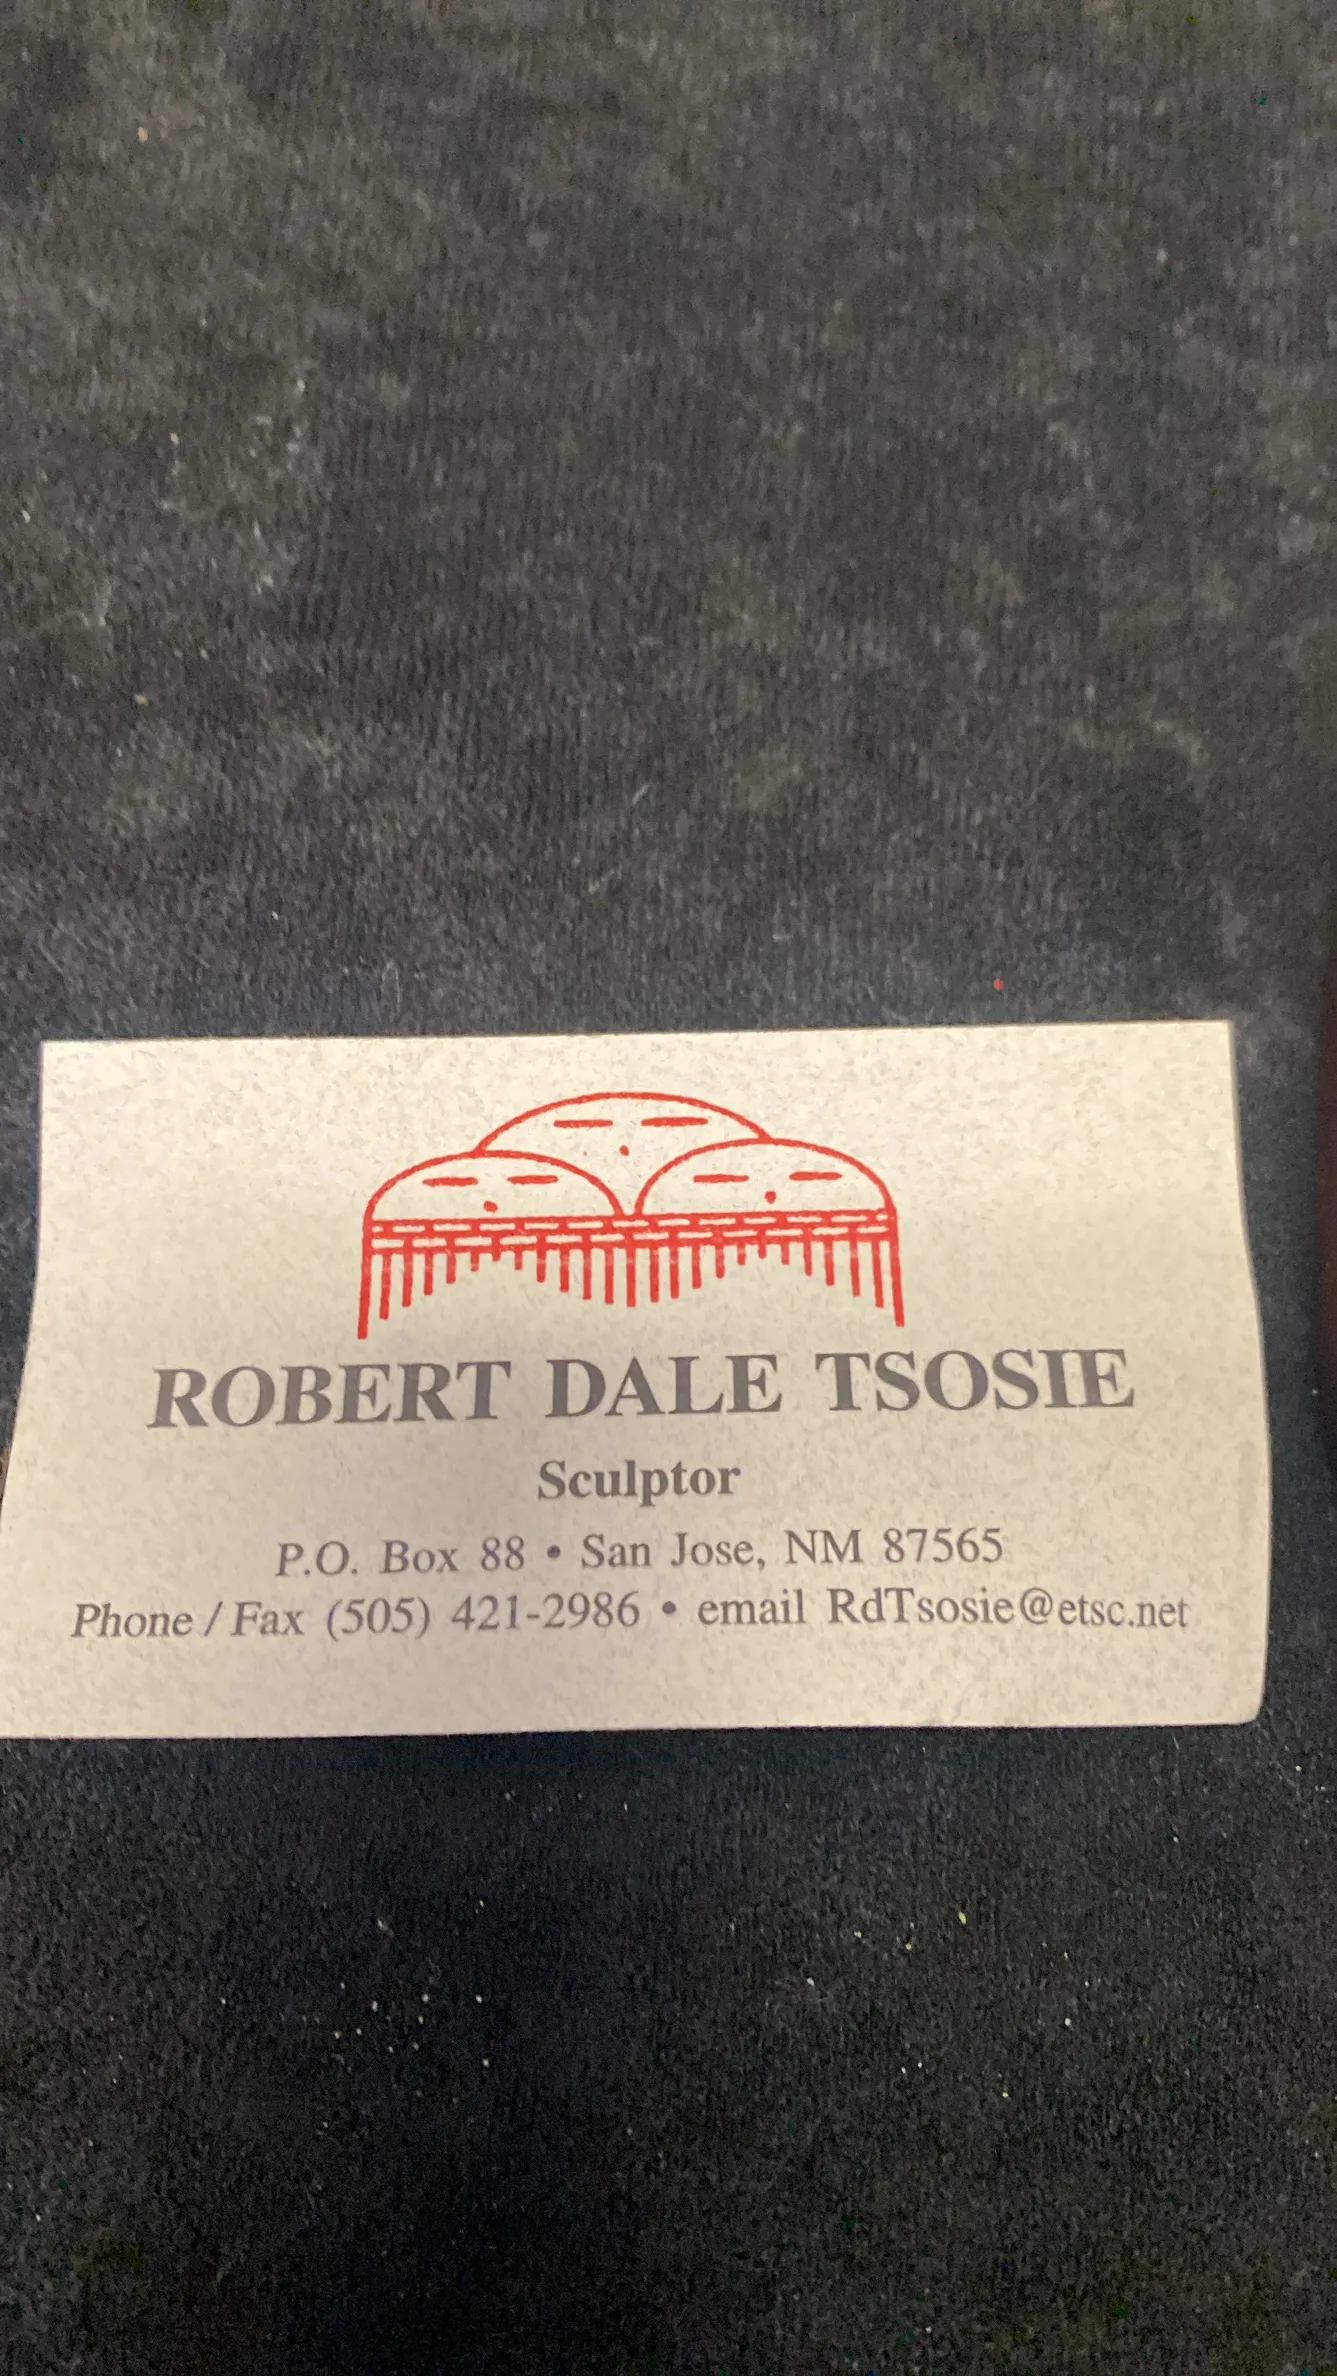 ROBERT DALE TSOSIE
Sculptor
P.O. Box 88 • San Jose, NM 87565
Phone / Fax (505) 421-2986 • email RdTsosie@etsc.net